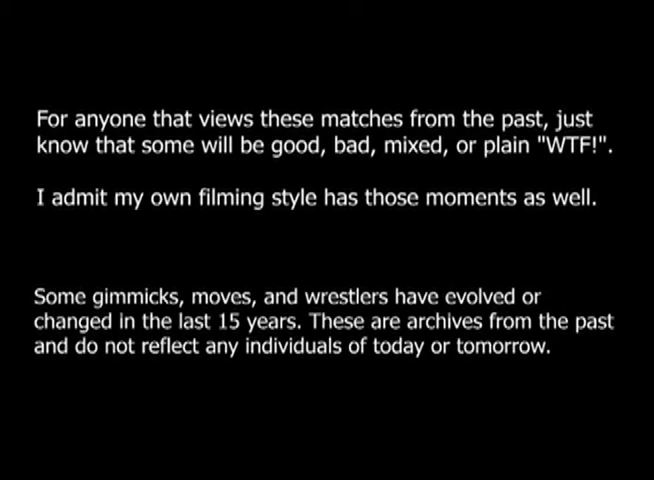 For anyone that views these matches from the past, just
know that some will be good, bad, mixed, or plain "WTF!".
I admit my own filming style has those moments as well.
Some gimmicks, moves, and wrestlers have evolved or
changed in the last 15 years. These are archives from the past
and do not reflect any individuals of today or tomorrow.